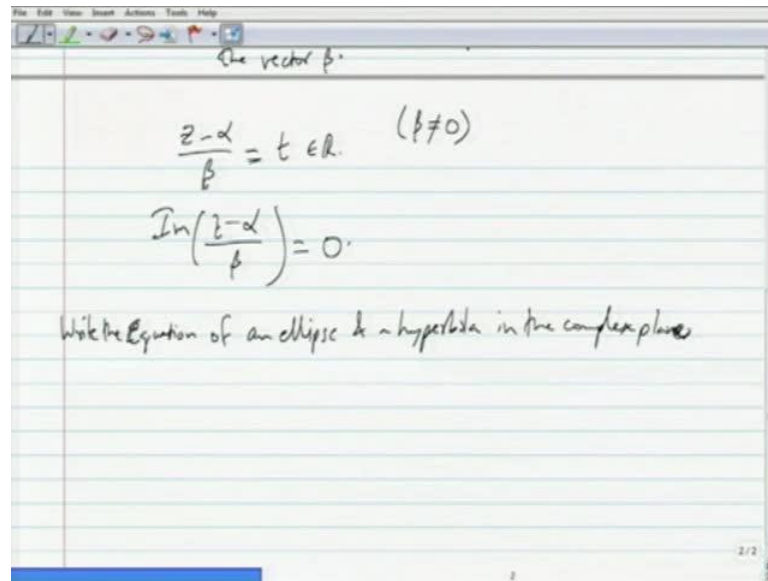 File Edit View Insert Actions Tools Help
the vector β.
(z-α)/β = t ∈ R. (β≠0)
Im((z-α)/β) = 0.
Write the Equation of an ellipse & a hyperbola in the complex plane
2/2
2